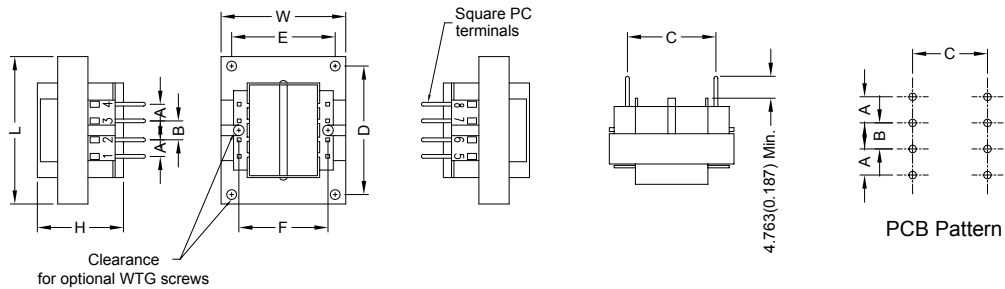 W
E
Square PC
terminals
C
C
L
4
3
2
1
A
B
A
D
8
7
6
5
4.763(0.187) Min.
A
B
A
H
F
PCB Pattern
Clearance
for optional WTG screws